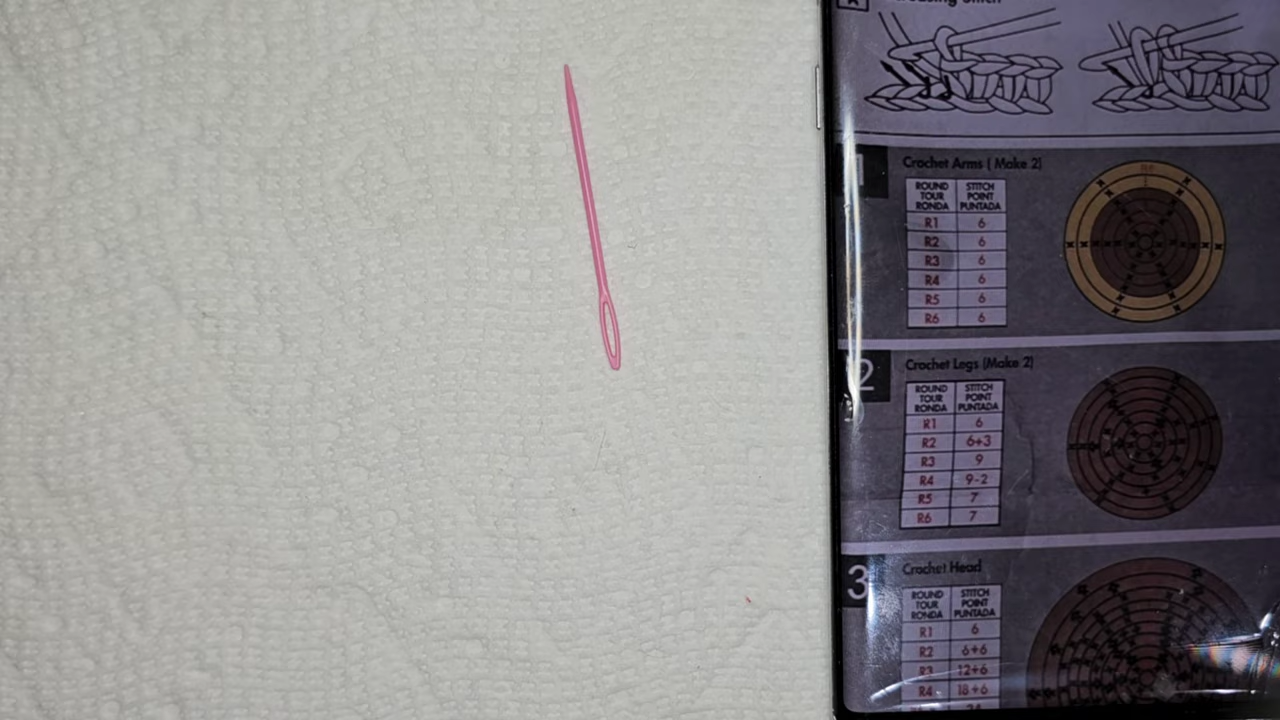 Stitch
1
Crochet Arms ( Make 2)
ROUND TOUR RONDA STITCH POINT PUNTADA
R1 6
R2 6
R3 6
R4 6
R5 6
R6 6
2
Crochet Legs (Make 2)
ROUND TOUR RONDA STITCH POINT PUNTADA
R1 6
R2 6+3
R3 9
R4 9-2
R5 7
R6 7
3
Crochet Head
ROUND TOUR RONDA STITCH POINT PUNTADA
R1 6
R2 6+6
R3 12+6
R4 18+6
24